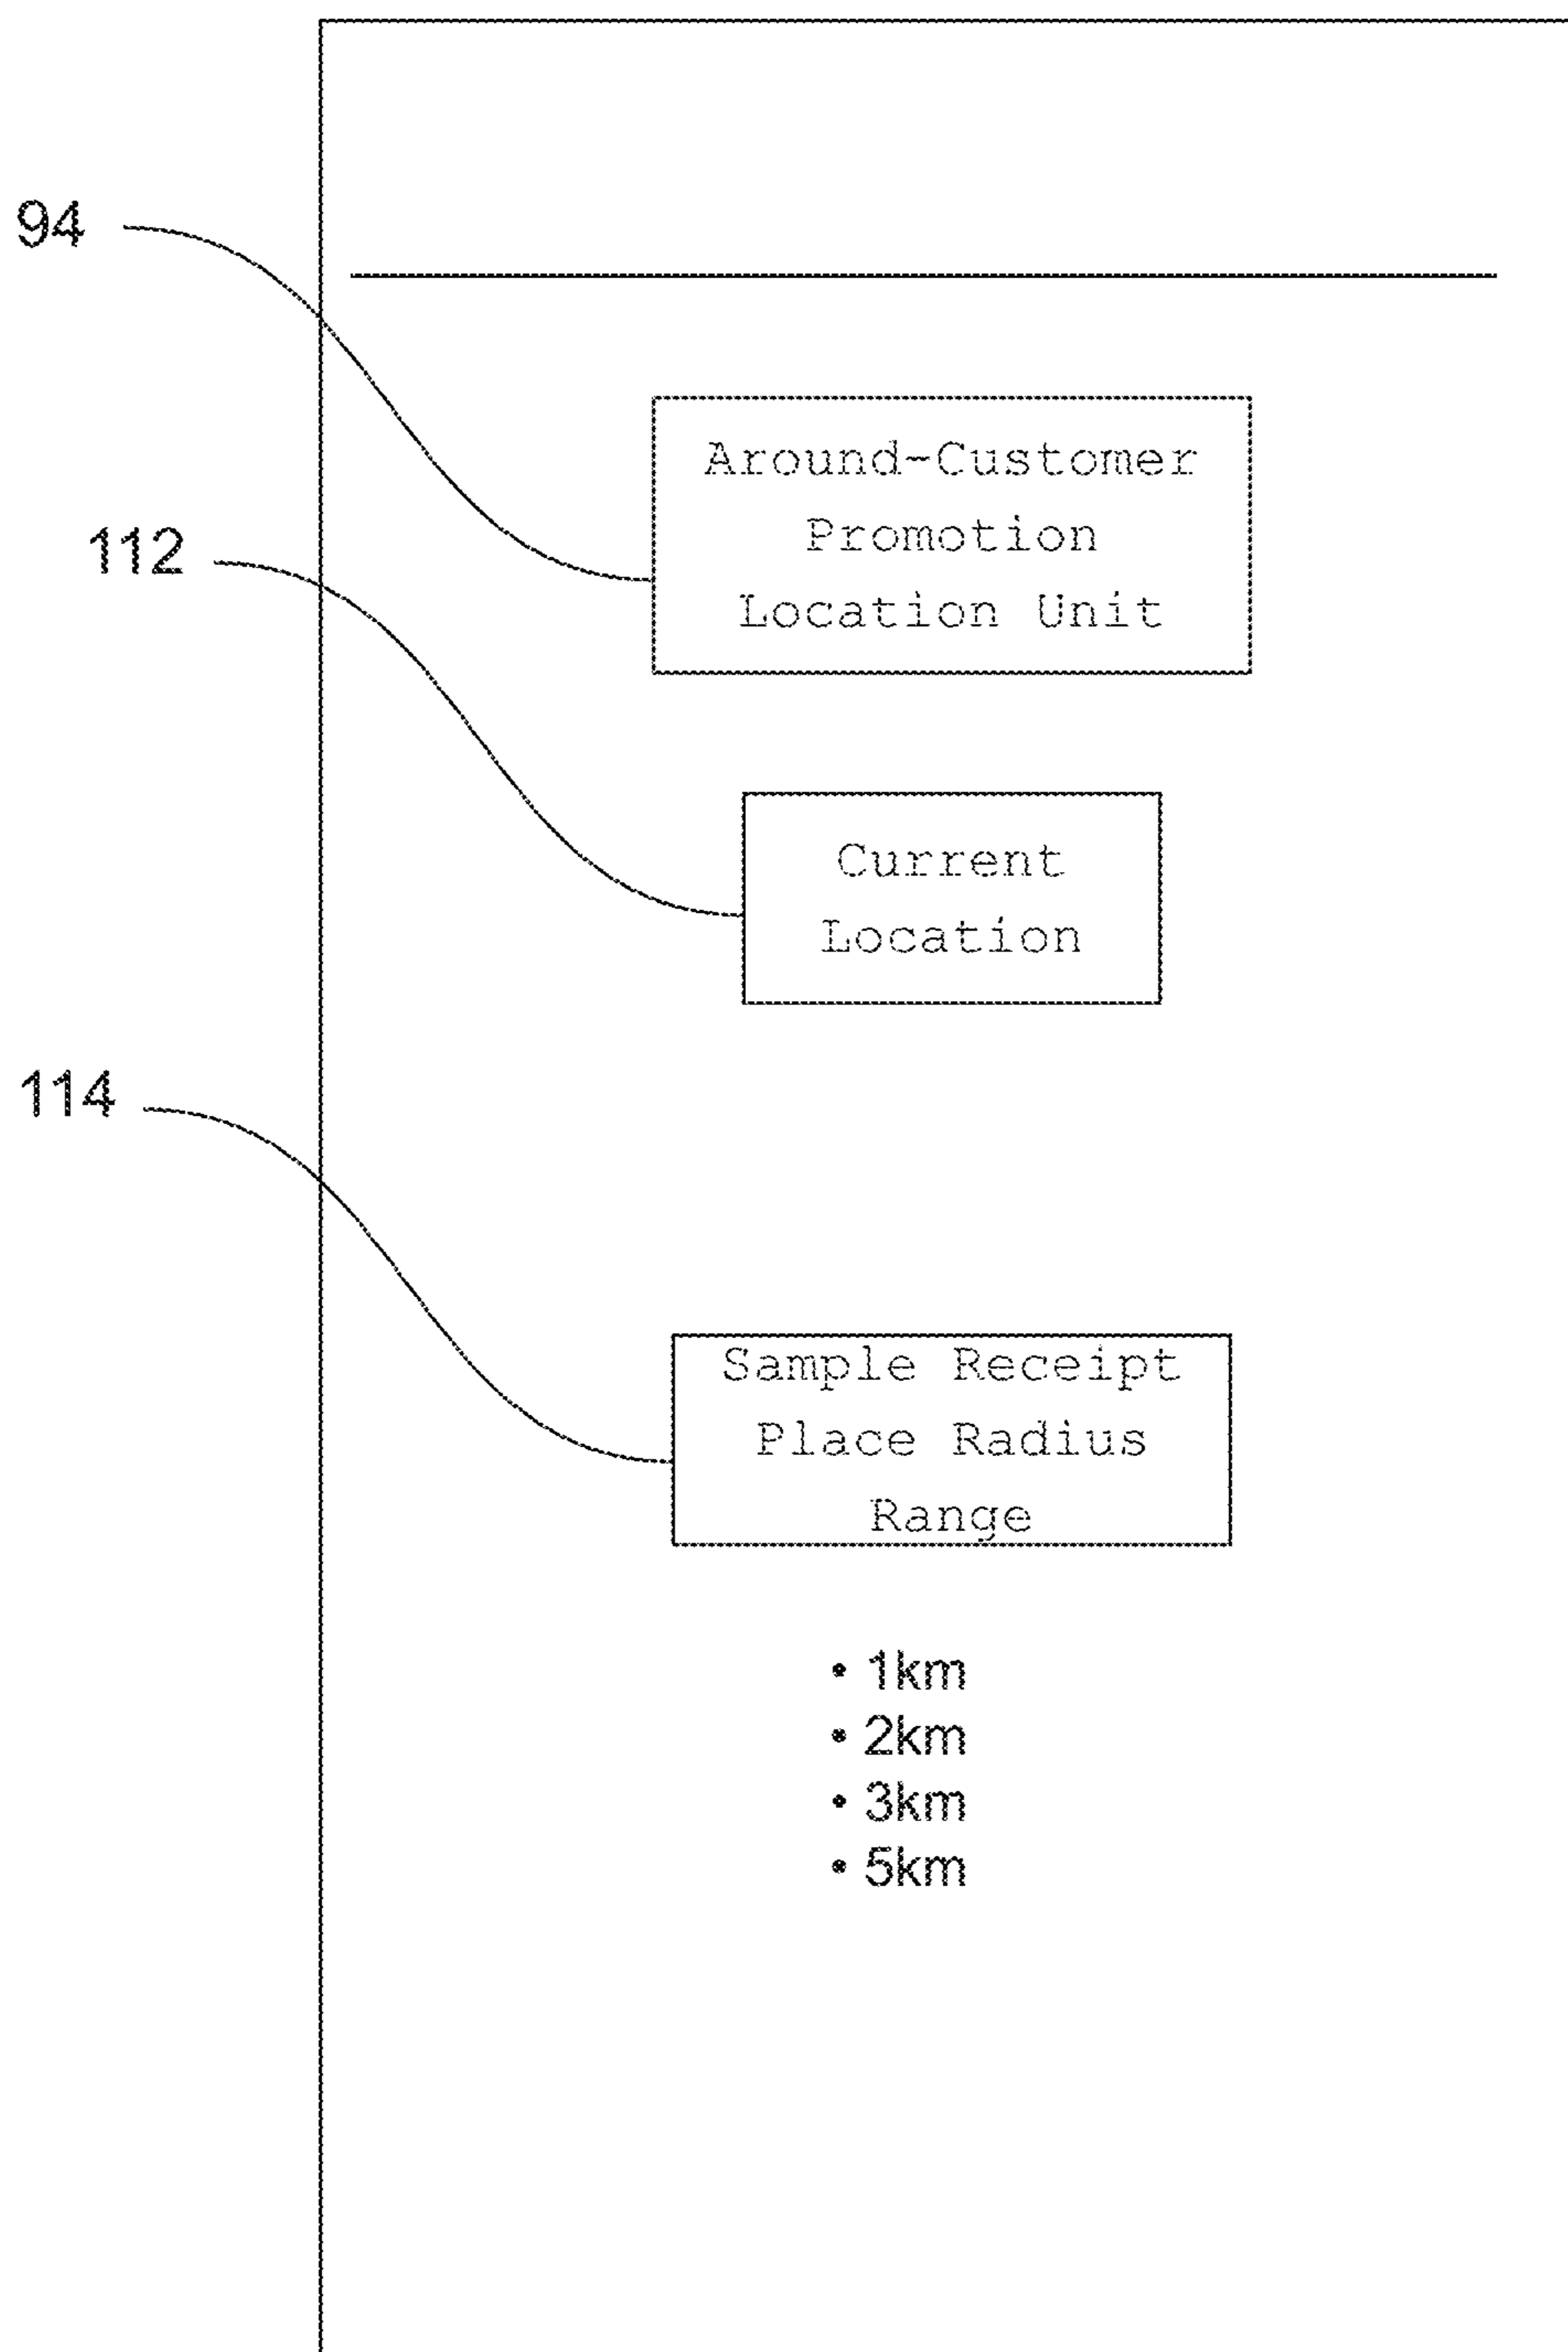 94
Around-Customer
Promotion
Location Unit
112
Current
Location
114
Sample Receipt
Place Radius
Range
• 1km
• 2km
• 3km
• 5km